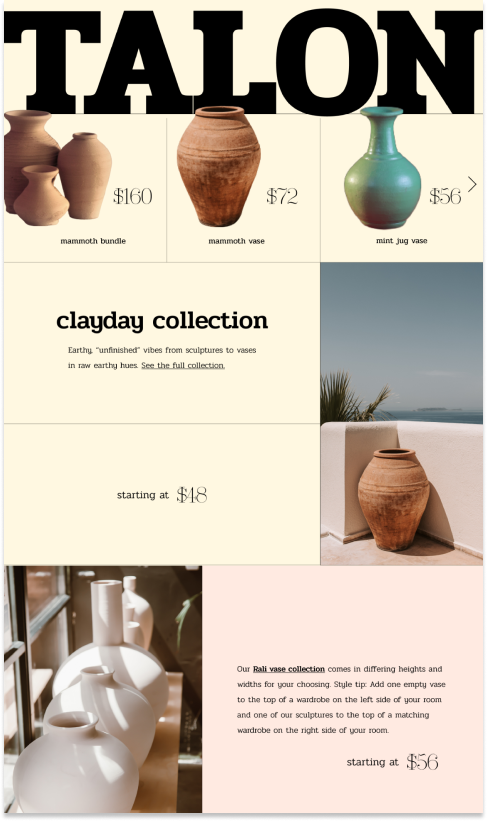 TALON
$160
$72
$56
mammoth bundle
mammoth vase
mint jug vase
clayday collection
Earthy, "unfinished" vibes from sculptures to vases
in raw earthy hues. See the full collection.
starting at $48
Our Rali vase collection comes in differing heights and
widths for your choosing. Style tip: Add one empty vase
to the top of a wardrobe on the left side of your room
and one of our sculptures to the top of a matching
wardrobe on the right side of your room.
starting at $56